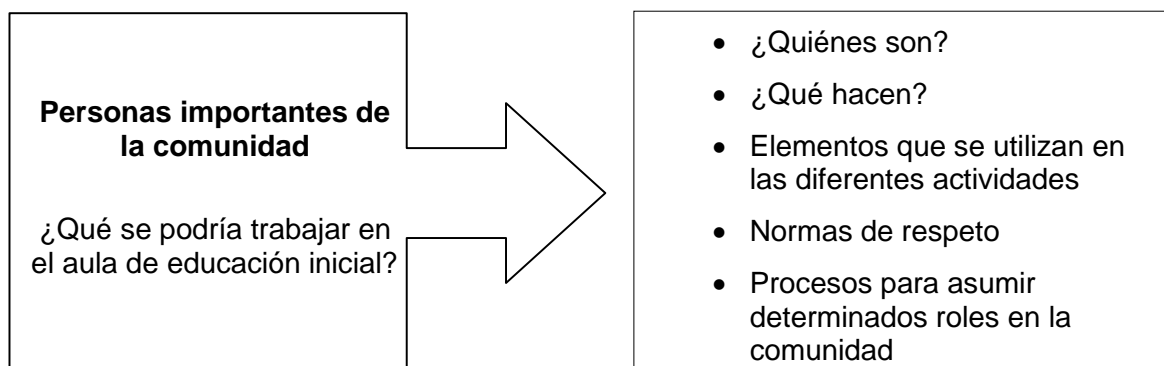 Personas importantes de
la comunidad
¿Qué se podría trabajar en
el aula de educación inicial?
• ¿Quiénes son?
• ¿Qué hacen?
• Elementos que se utilizan en
las diferentes actividades
• Normas de respeto
• Procesos para asumir
determinados roles en la
comunidad